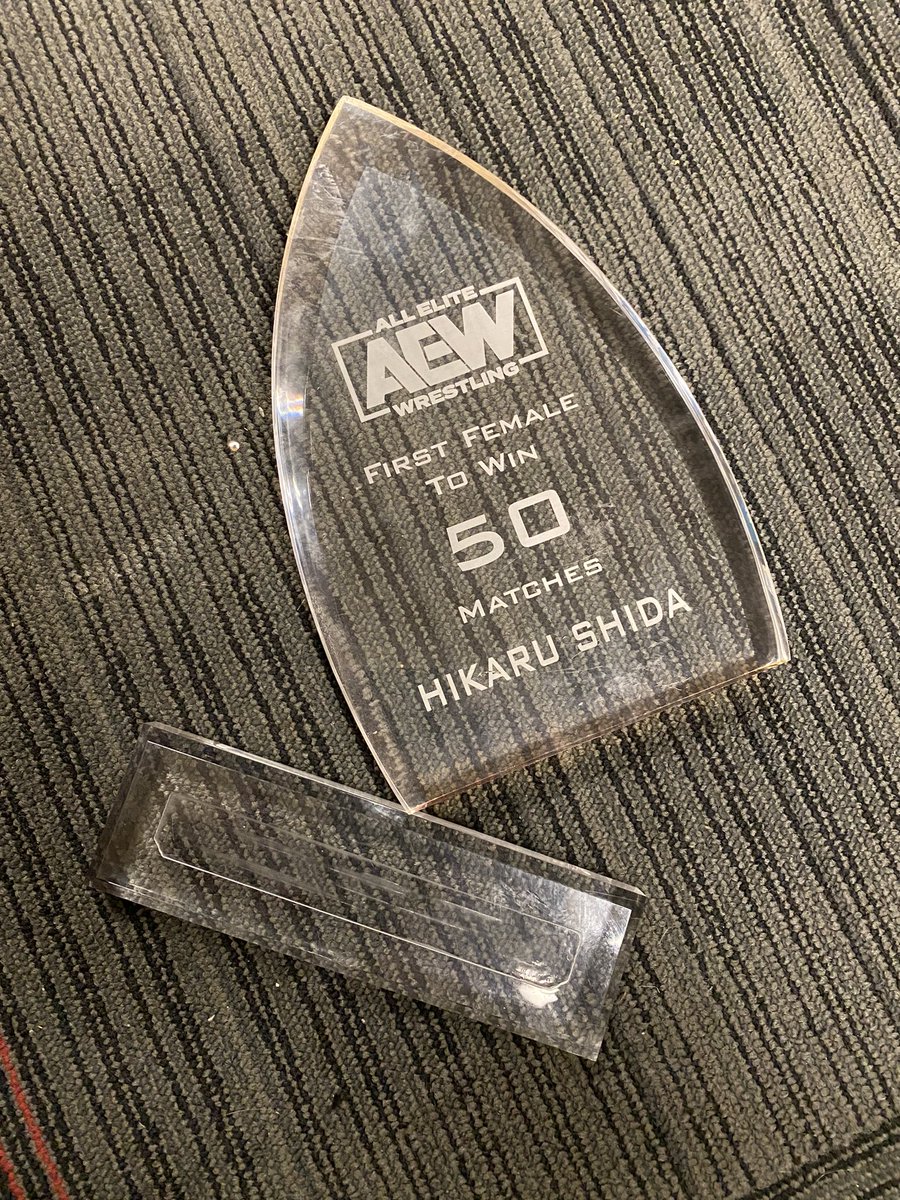 ALL ELITE
AEW
WRESTLING
First Female
To Win
50
Matches
HIKARU SHIDA